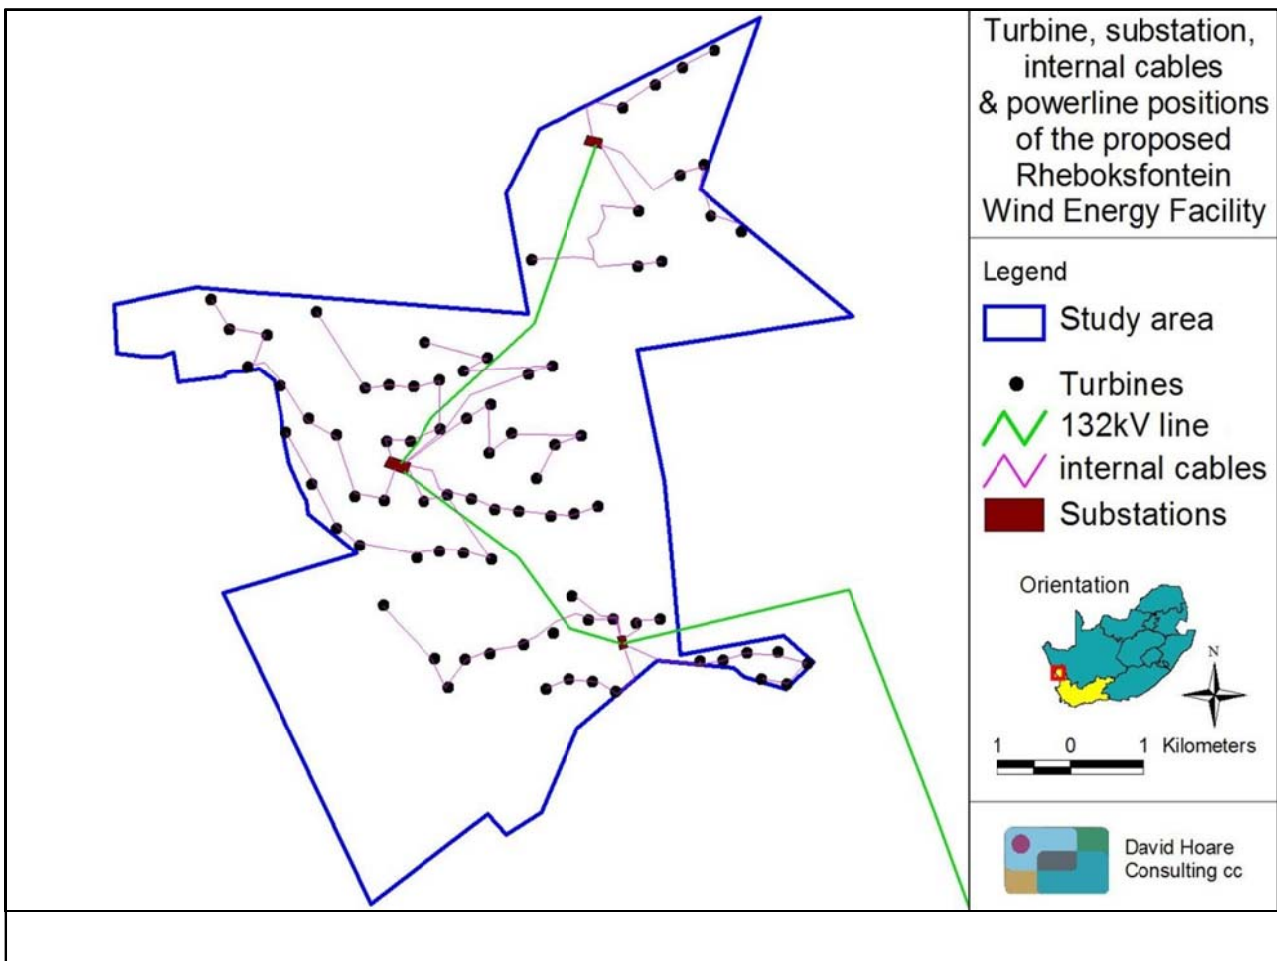 Turbine, substation,
internal cables
& powerline positions
of the proposed
Rheboksfontein
Wind Energy Facility
Legend
Study area
Turbines
132kV line
internal cables
Substations
Orientation
N
1 0 1 Kilometers
David Hoare
Consulting cc